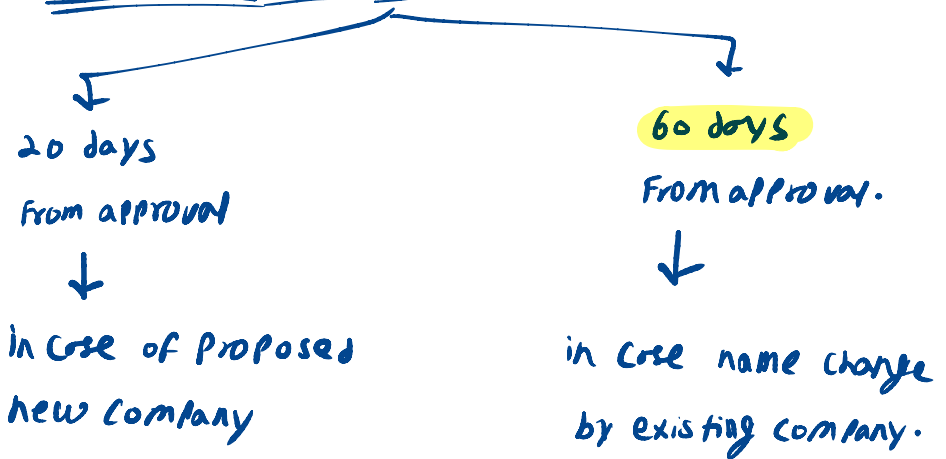 20 days
From approval
in case of proposed
new company
60 days
From approval.
in case name change
by existing company.